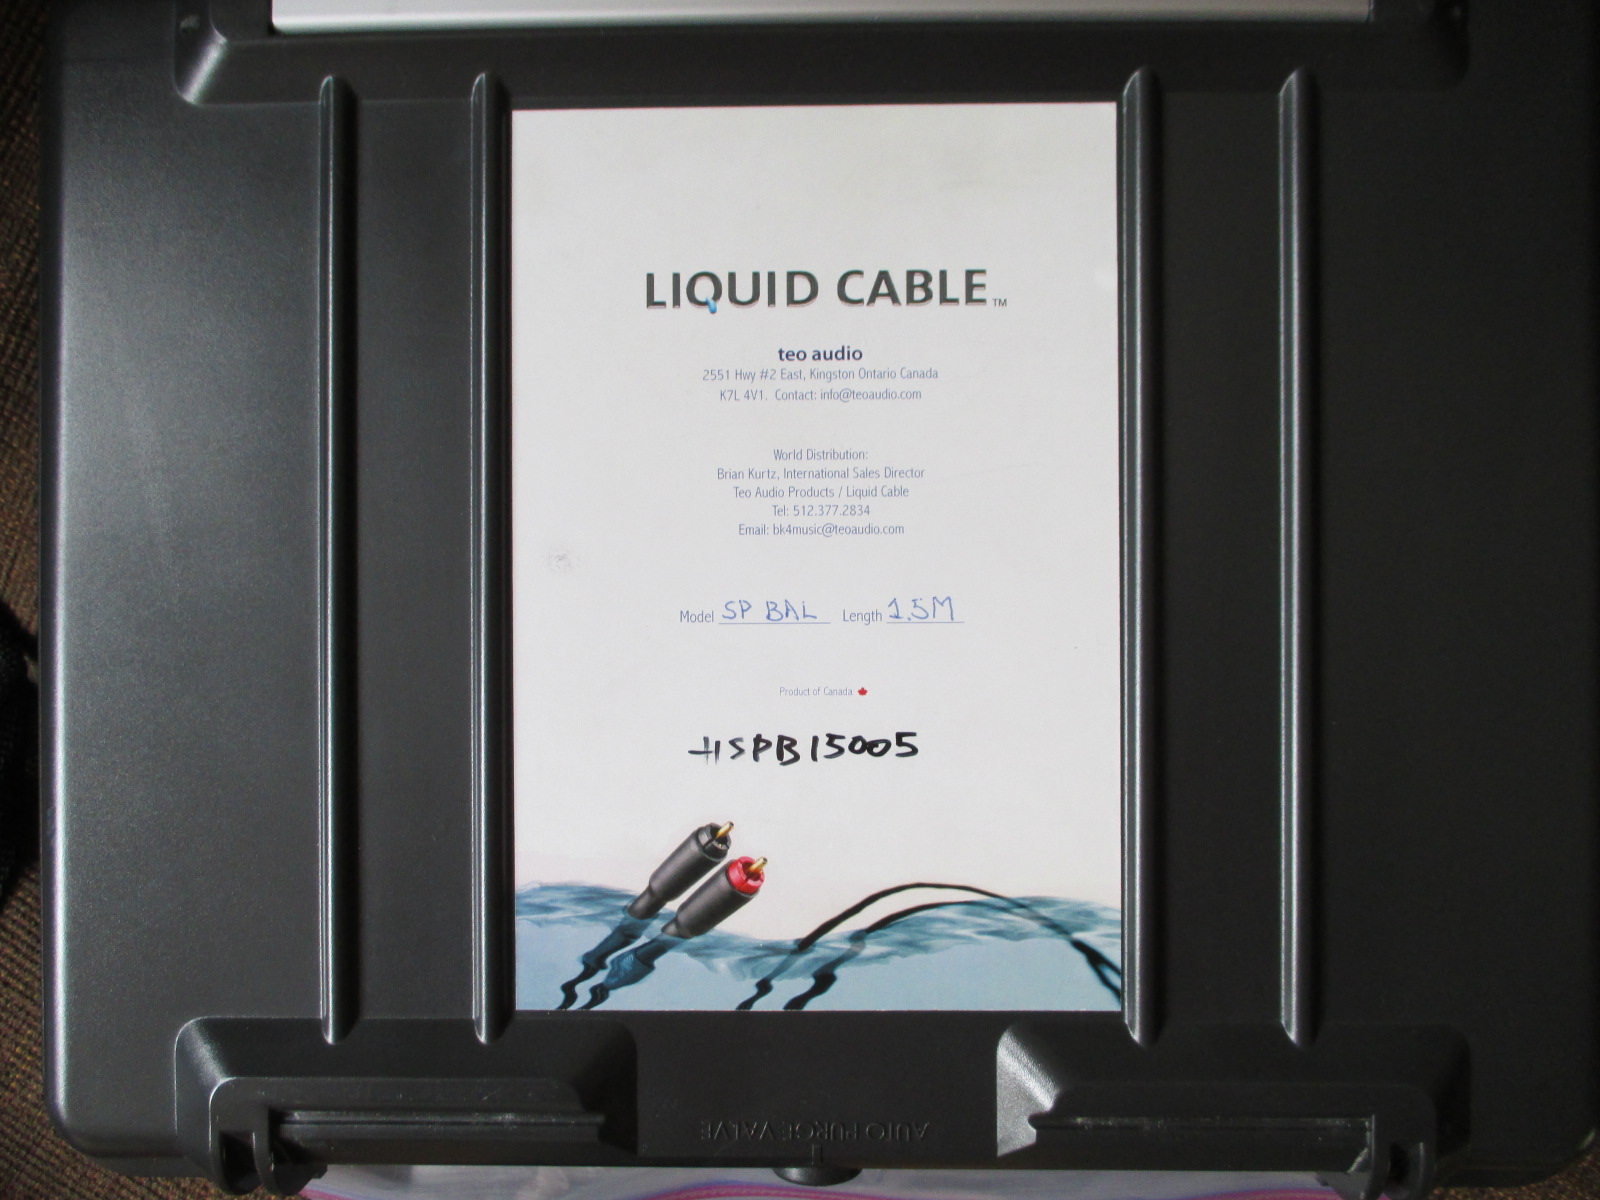 LIQUID CABLE™
teo audio
2551 Hwy #2 East, Kingston Ontario Canada
K7L 4V1. Contact: info@teoaudio.com
World Distribution:
Brian Kurtz, International Sales Director
Teo Audio Products / Liquid Cable
Tel: 512.377.2834
Email: bk4music@teoaudio.com
Model SP BAL Length 1.5M
Product of Canada
HSPB15005
AUTO PURGE VALVE